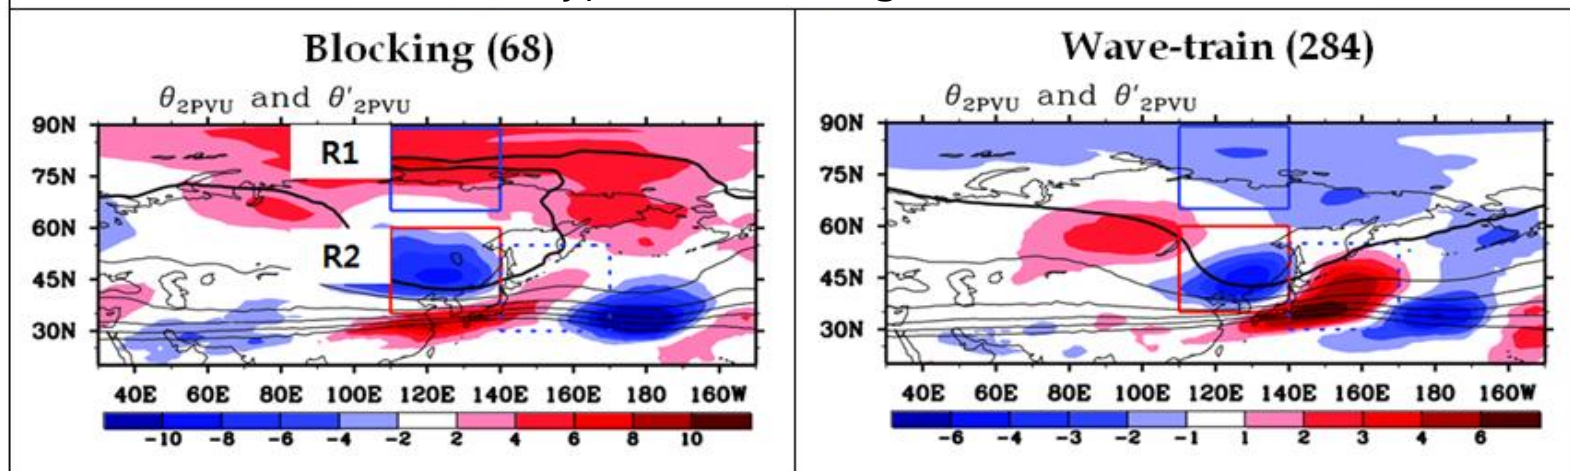 Blocking (68)
θ2PVU and θ′2PVU
90N
75N
60N
45N
30N
R1
R2
40E 60E 80E 100E 120E 140E 160E 180 160W
-10 -8 -6 -4 -2 2 4 6 8 10
Wave-train (284)
θ2PVU and θ′2PVU
90N
75N
60N
45N
30N
40E 60E 80E 100E 120E 140E 160E 180 160W
-6 -4 -3 -2 -1 1 2 3 4 6